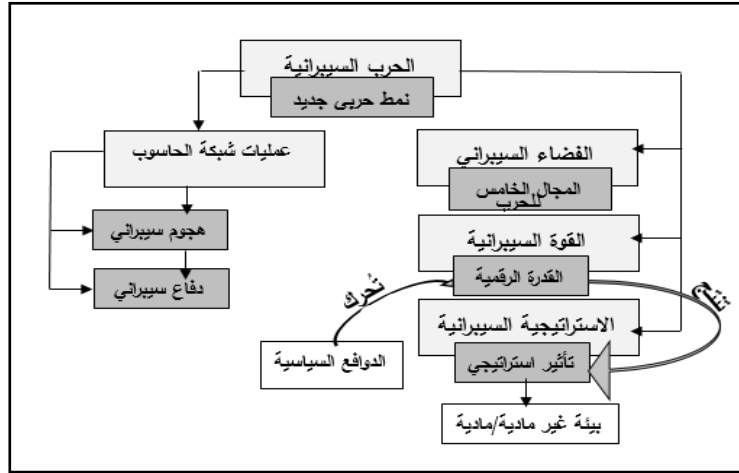 الحرب السيبرانية
نمط حربي جديد
عمليات شبكة الحاسوب
هجوم سيبراني
دفاع سيبراني
الفضاء السيبراني
المجال الخامس
للحرب
القوة السيبرانية
القدرة الرقمية
تُحرك
تنتج
الاستراتيجية السيبرانية
تأثير استراتيجي
الدوافع السياسية
بيئة غير مادية/مادية